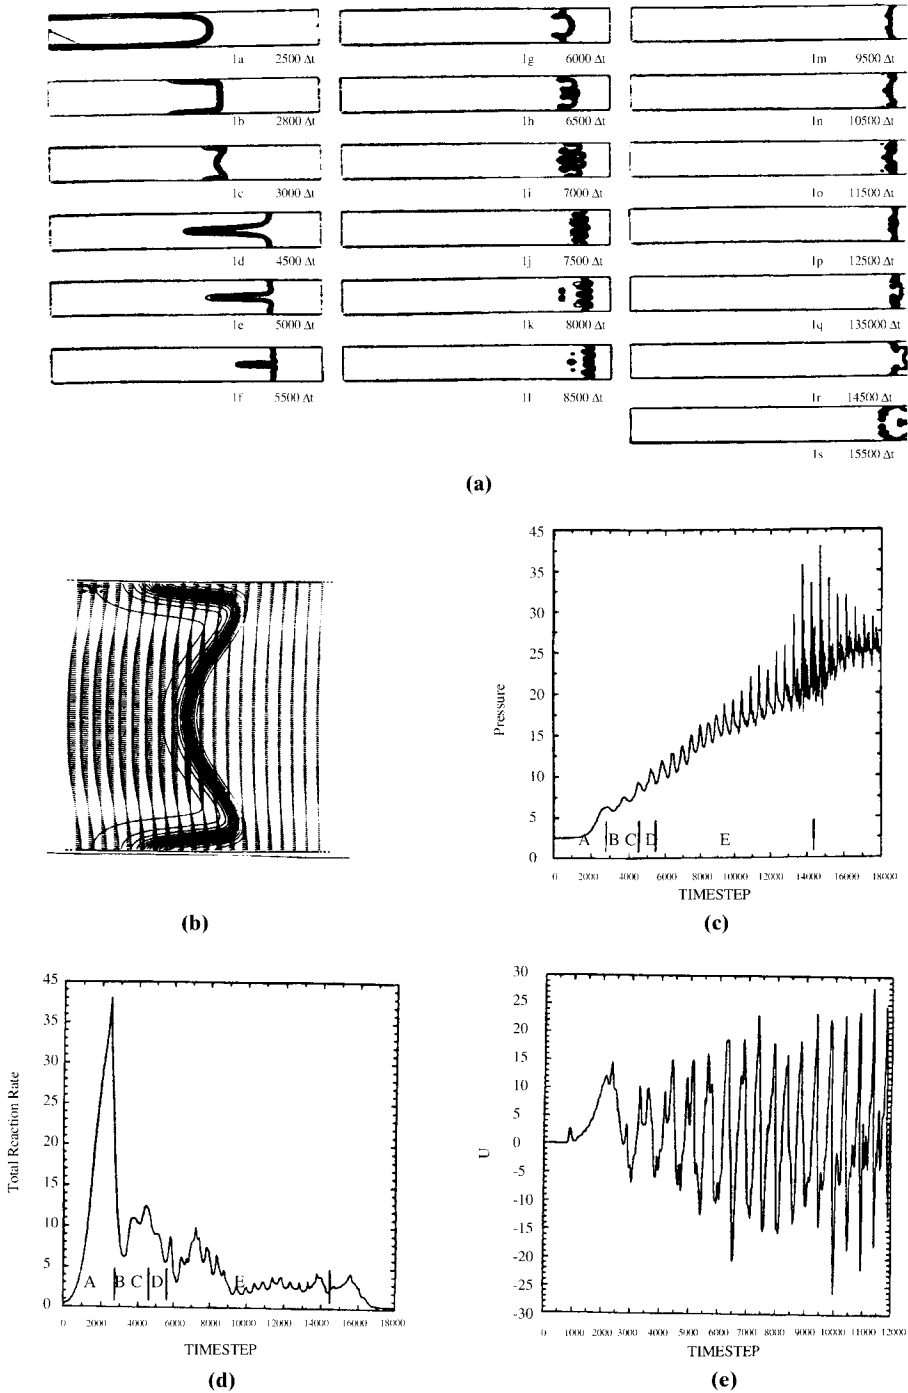 1a 2500 Δt
1b 2800 Δt
1c 3000 Δt
1d 4500 Δt
1e 5000 Δt
1f 5500 Δt
1g 6000 Δt
1h 6500 Δt
1i 7000 Δt
1j 7500 Δt
1k 8000 Δt
1l 8500 Δt
1m 9500 Δt
1n 10500 Δt
1o 11500 Δt
1p 12500 Δt
1q 135000 Δt
1r 14500 Δt
1s 15500 Δt
(a)
(b)
45
40
35
30
25
20
15
10
5
0
Pressure
A B C D E
0 2000 4000 6000 8000 10000 12000 14000 16000 18000
TIMESTEP
(c)
45
40
35
30
25
20
15
10
5
0
Total Reaction Rate
A B C D E
0 2000 4000 6000 8000 10000 12000 14000 16000 18000
TIMESTEP
(d)
30
25
20
15
10
5
0
-5
-10
-15
-20
-25
-30
U
0 1000 2000 3000 4000 5000 6000 7000 8000 9000 10000 11000 12000
TIMESTEP
(e)